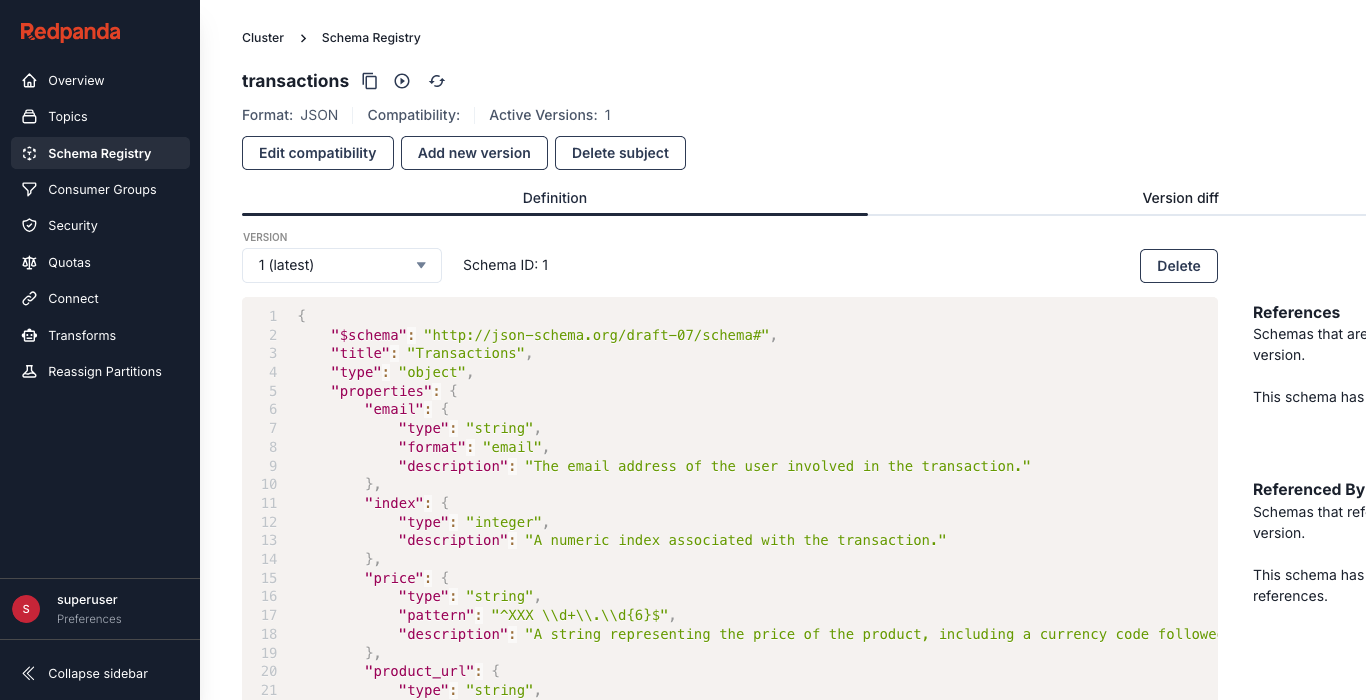 Redpanda
Overview
Topics
Schema Registry
Consumer Groups
Security
Quotas
Connect
Transforms
Reassign Partitions
S
superuser
Preferences
Collapse sidebar
Cluster > Schema Registry
transactions
Format: JSON Compatibility: Active Versions: 1
Edit compatibility Add new version Delete subject
Definition Version diff
VERSION
1 (latest) Schema ID: 1 Delete
1 {
2     "$schema": "http://json-schema.org/draft-07/schema#",
3     "title": "Transactions",
4     "type": "object",
5     "properties": {
6         "email": {
7             "type": "string",
8             "format": "email",
9             "description": "The email address of the user involved in the transaction."
10         },
11         "index": {
12             "type": "integer",
13             "description": "A numeric index associated with the transaction."
14         },
15         "price": {
16             "type": "string",
17             "pattern": "^XXX \\d+\\.\\d{6}$",
18             "description": "A string representing the price of the product, including a currency code followe
19         },
20         "product_url": {
21             "type": "string",
References
Schemas that are
version.
This schema has
Referenced By
Schemas that ref
version.
This schema has
references.